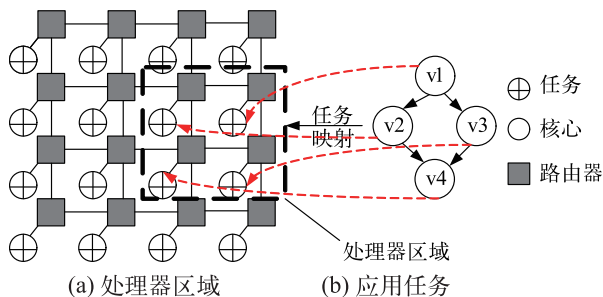 v1
v2
v3
v4
任务
映射
任务
核心
路由器
处理器区域
(a) 处理器区域
(b) 应用任务